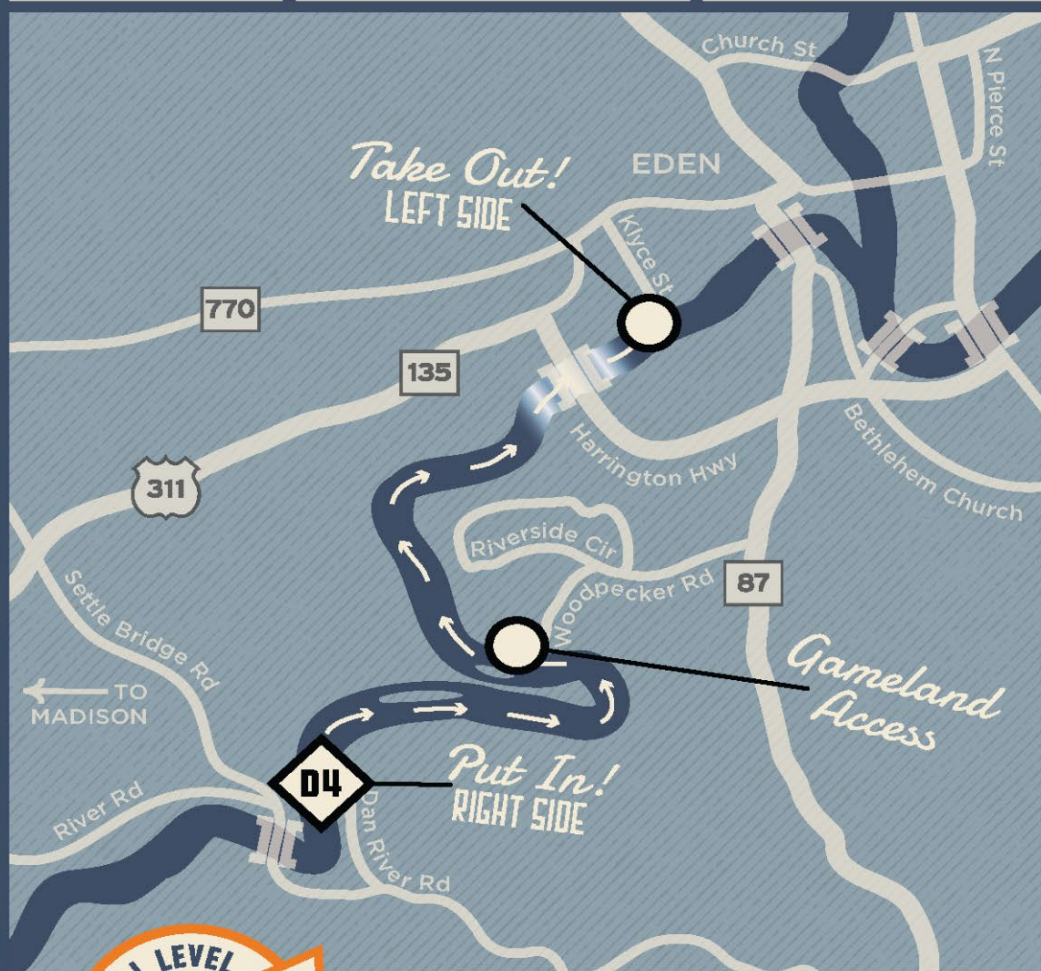 Church St
N Pierce St
Take Out!
LEFT SIDE
EDEN
Klyce St
770
135
311
Harrington Hwy
Bethlehem Church
Riverside Cir
Woodpecker Rd
87
Settle Bridge Rd
TO
MADISON
Gameland
Access
Put In!
RIGHT SIDE
D4
River Rd
Dan River Rd
LEVEL